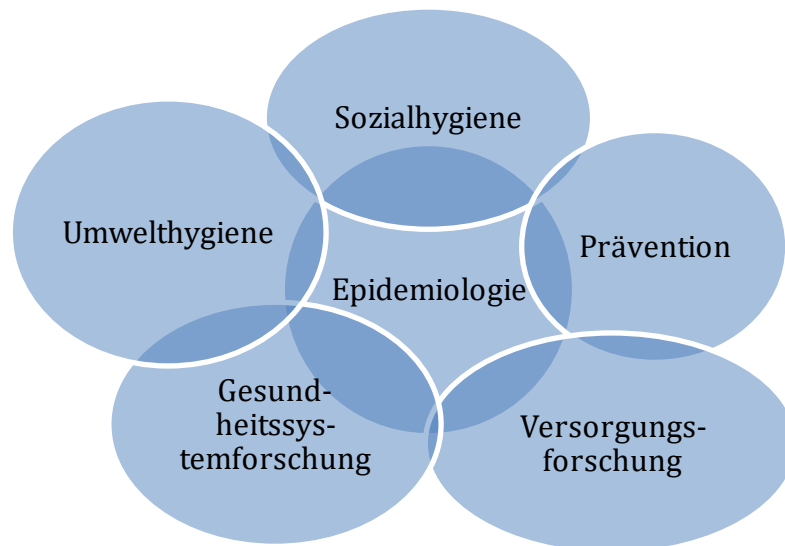 Sozialhygiene
Umwelthygiene
Prävention
Epidemiologie
Gesund-
heitssys-
temforschung
Versorgungs-
forschung